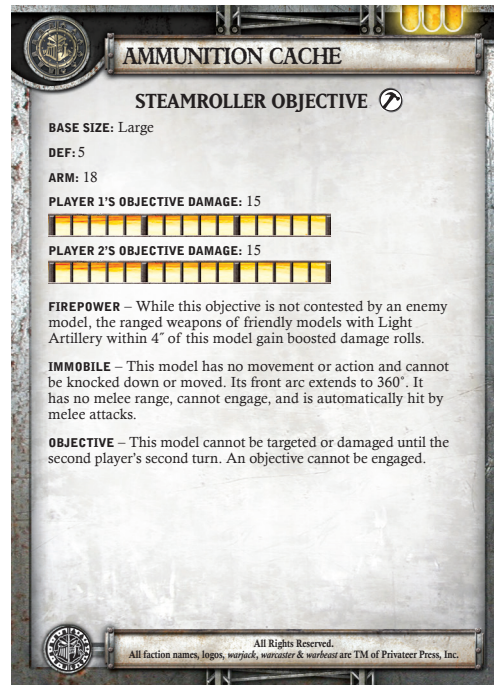 AMMUNITION CACHE
STEAMROLLER OBJECTIVE
BASE SIZE: Large
DEF: 5
ARM: 18
PLAYER 1'S OBJECTIVE DAMAGE: 15
PLAYER 2'S OBJECTIVE DAMAGE: 15
FIREPOWER – While this objective is not contested by an enemy
model, the ranged weapons of friendly models with Light
Artillery within 4˝ of this model gain boosted damage rolls.
IMMOBILE – This model has no movement or action and cannot
be knocked down or moved. Its front arc extends to 360°. It
has no melee range, cannot engage, and is automatically hit by
melee attacks.
OBJECTIVE – This model cannot be targeted or damaged until the
second player's second turn. An objective cannot be engaged.
All Rights Reserved.
All faction names, logos, warjack, warcaster & warbeast are TM of Privateer Press, Inc.